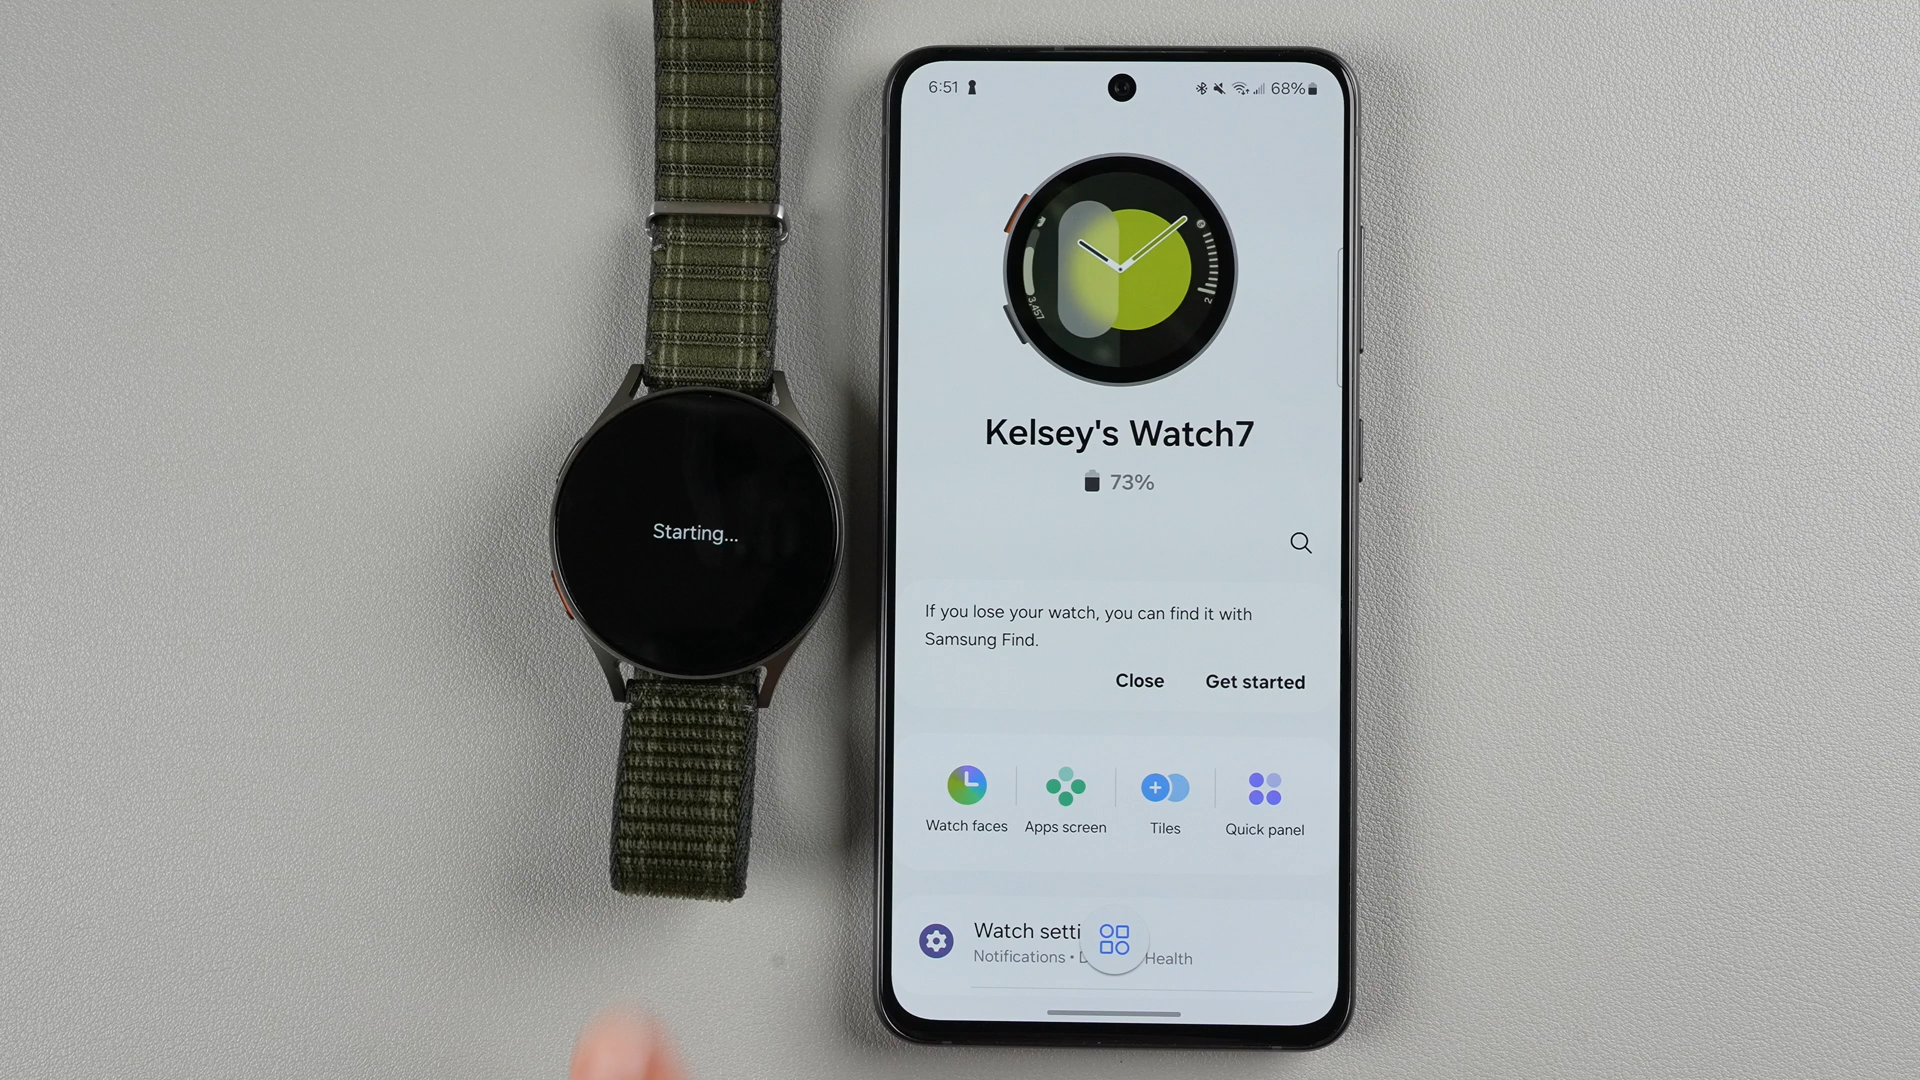 Starting...
6:51
68%
3,457
2
Kelsey's Watch7
73%
If you lose your watch, you can find it with
Samsung Find.
Close
Get started
Watch faces
Apps screen
Tiles
Quick panel
Watch setti
Notifications • D
Health